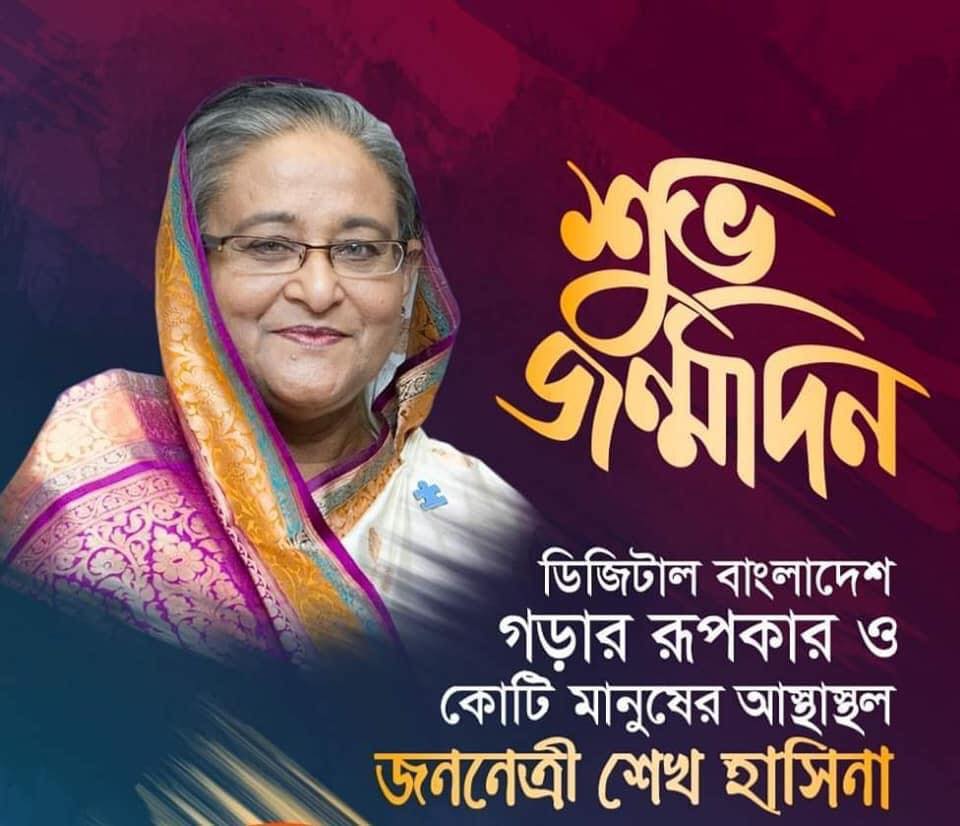 শুভ
জন্মদিন
ডিজিটাল বাংলাদেশ
গড়ার রূপকার ও
কোটি মানুষের আস্থাস্থল
জননেত্রী শেখ হাসিনা